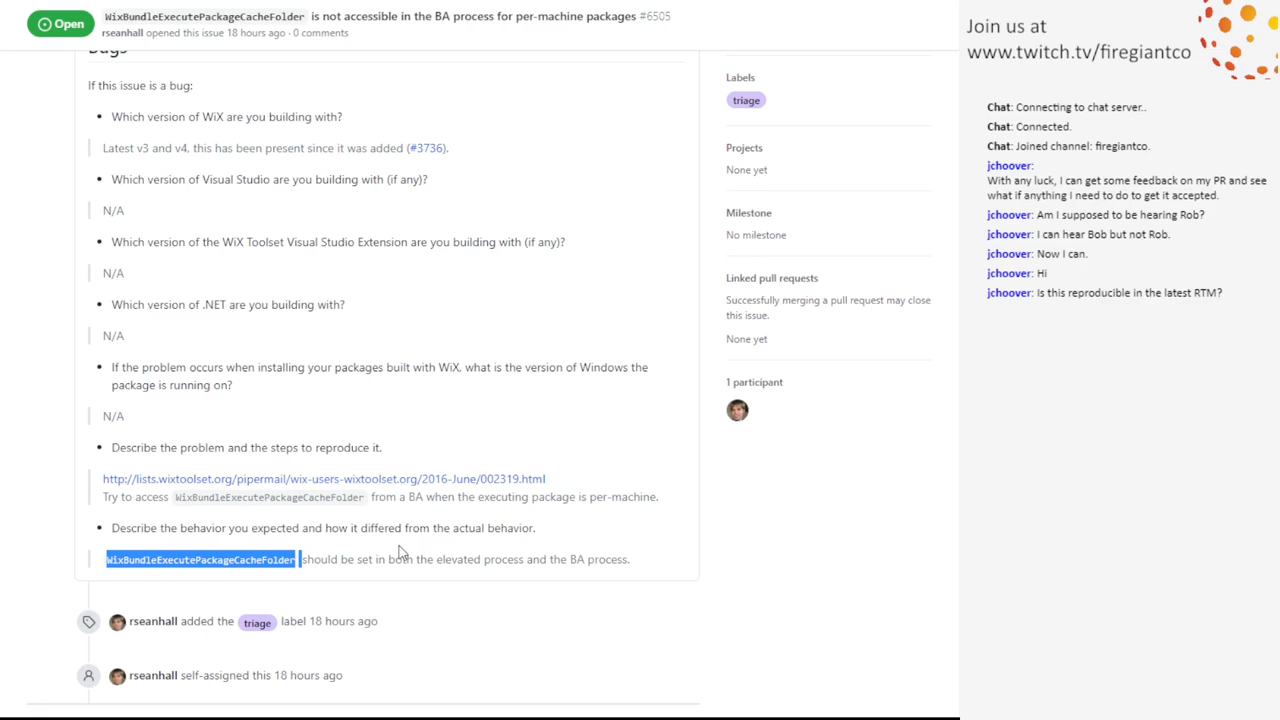 Open
WixBundleExecutePackageCacheFolder is not accessible in the BA process for per-machine packages #6505
rseanhall opened this issue 18 hours ago · 0 comments
Bugs
If this issue is a bug:
• Which version of WiX are you building with?
Latest v3 and v4, this has been present since it was added (#3736).
• Which version of Visual Studio are you building with (if any)?
N/A
• Which version of the WiX Toolset Visual Studio Extension are you building with (if any)?
N/A
• Which version of .NET are you building with?
N/A
• If the problem occurs when installing your packages built with WiX, what is the version of Windows the
package is running on?
N/A
• Describe the problem and the steps to reproduce it.
http://lists.wixtoolset.org/pipermail/wix-users-wixtoolset.org/2016-June/002319.html
Try to access WixBundleExecutePackageCacheFolder from a BA when the executing package is per-machine.
• Describe the behavior you expected and how it differed from the actual behavior.
WixBundleExecutePackageCacheFolder should be set in both the elevated process and the BA process.
rseanhall added the triage label 18 hours ago
rseanhall self-assigned this 18 hours ago
Labels
triage
Projects
None yet
Milestone
No milestone
Linked pull requests
Successfully merging a pull request may close
this issue.
None yet
1 participant
Join us at
www.twitch.tv/firegiantco
Chat: Connecting to chat server..
Chat: Connected.
Chat: Joined channel: firegiantco.
jchoover:
With any luck, I can get some feedback on my PR and see
what if anything I need to do to get it accepted.
jchoover: Am I supposed to be hearing Rob?
jchoover: I can hear Bob but not Rob.
jchoover: Now I can.
jchoover: Hi
jchoover: Is this reproducible in the latest RTM?